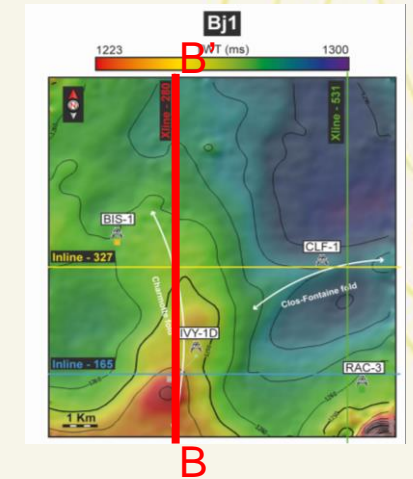 Bj1
1223
B'
WT (ms)
1300
N
Xline - 280
Xline - 531
BIS-1
CLF-1
Inline - 327
Clos-Fontaine fold
IVY-1D
Inline - 165
RAC-3
1 Km
B